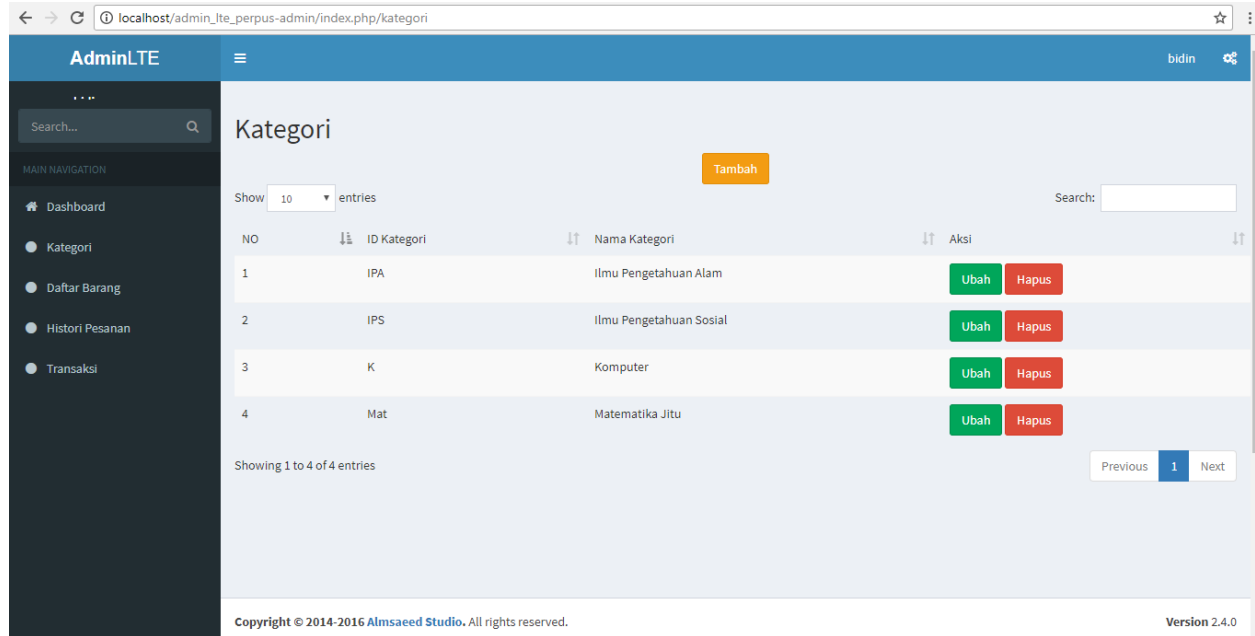 localhost/admin_lte_perpus-admin/index.php/kategori
AdminLTE
bidin
Search...
MAIN NAVIGATION
Dashboard
Kategori
Daftar Barang
Histori Pesanan
Transaksi
Kategori
Tambah
Show 10 entries
Search:
NO ID Kategori Nama Kategori Aksi
1 IPA Ilmu Pengetahuan Alam Ubah Hapus
2 IPS Ilmu Pengetahuan Sosial Ubah Hapus
3 K Komputer Ubah Hapus
4 Mat Matematika Jitu Ubah Hapus
Showing 1 to 4 of 4 entries
Previous 1 Next
Copyright © 2014-2016 Almsaeed Studio. All rights reserved.
Version 2.4.0